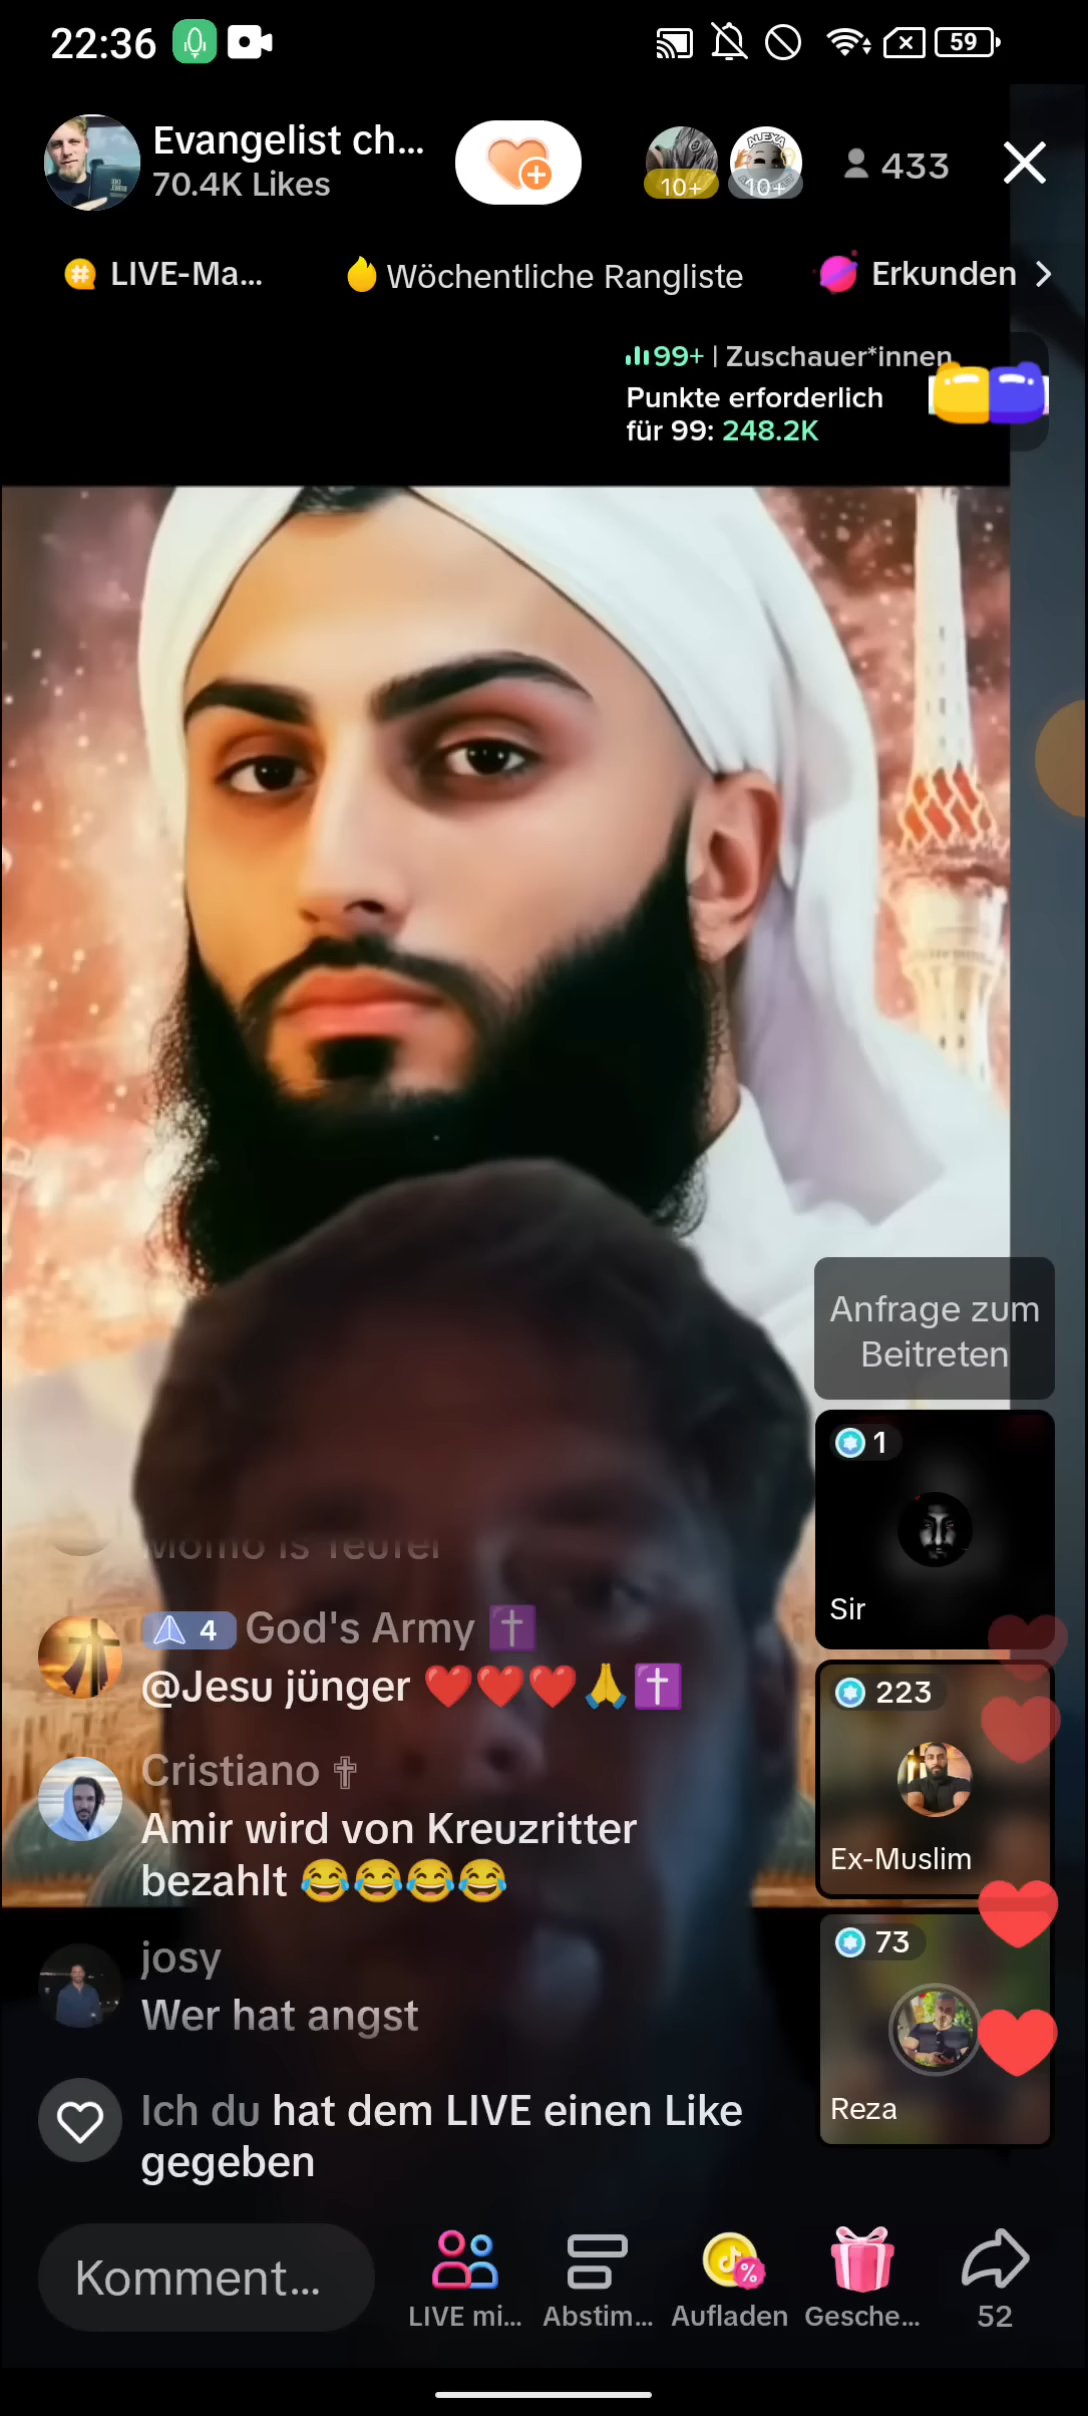 22:36
59
Evangelist ch...
70.4K Likes
10+
10+
433
LIVE-Ma...
Wöchentliche Rangliste
Erkunden
99+ | Zuschauer*innen
Punkte erforderlich
für 99: 248.2K
Anfrage zum
Beitreten
1
Sir
Momo is Teufel
4 God's Army ✝️
@Jesu jünger ❤️❤️❤️🙏✝️
223
Ex-Muslim
Cristiano ✟
Amir wird von Kreuzritter
bezahlt 😂😂😂😂
73
Reza
josy
Wer hat angst
Ich du hat dem LIVE einen Like
gegeben
Komment...
LIVE mi...
Abstim...
Aufladen
Gesche...
52